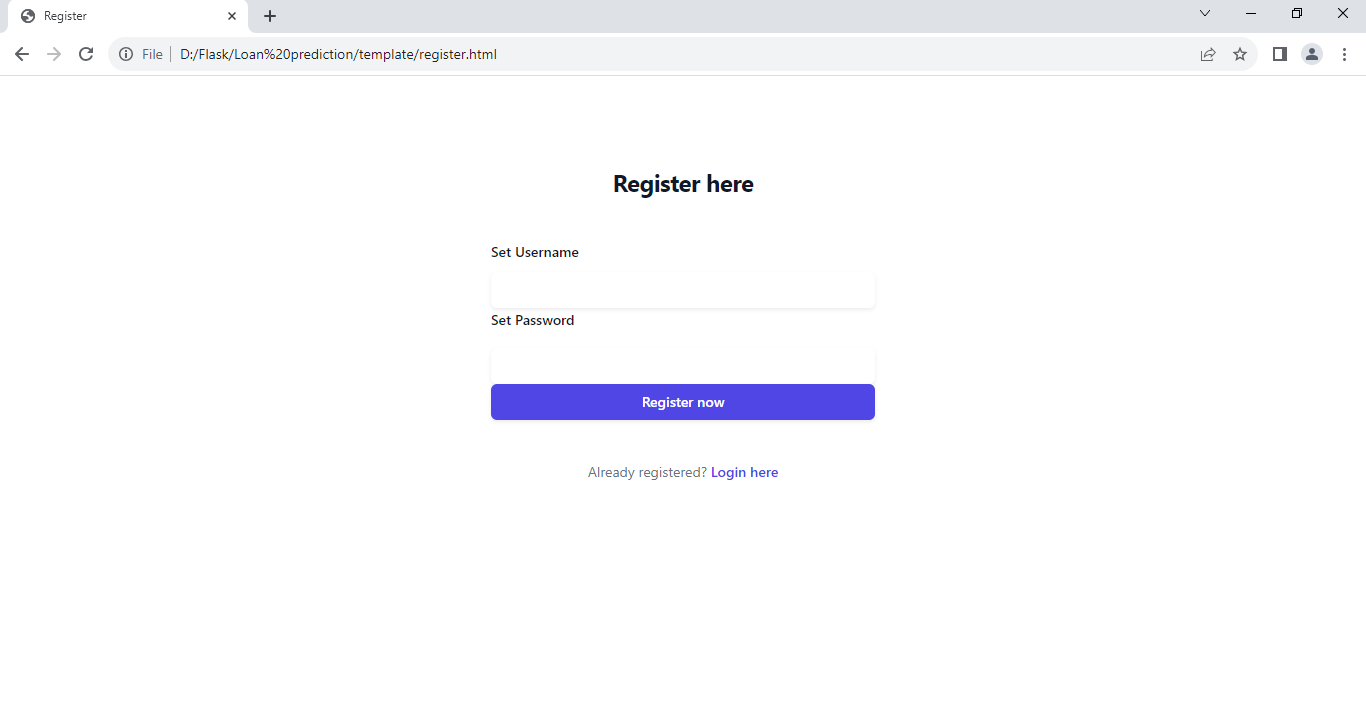 Register
File D:/Flask/Loan%20prediction/template/register.html
Register here
Set Username
Set Password
Register now
Already registered? Login here